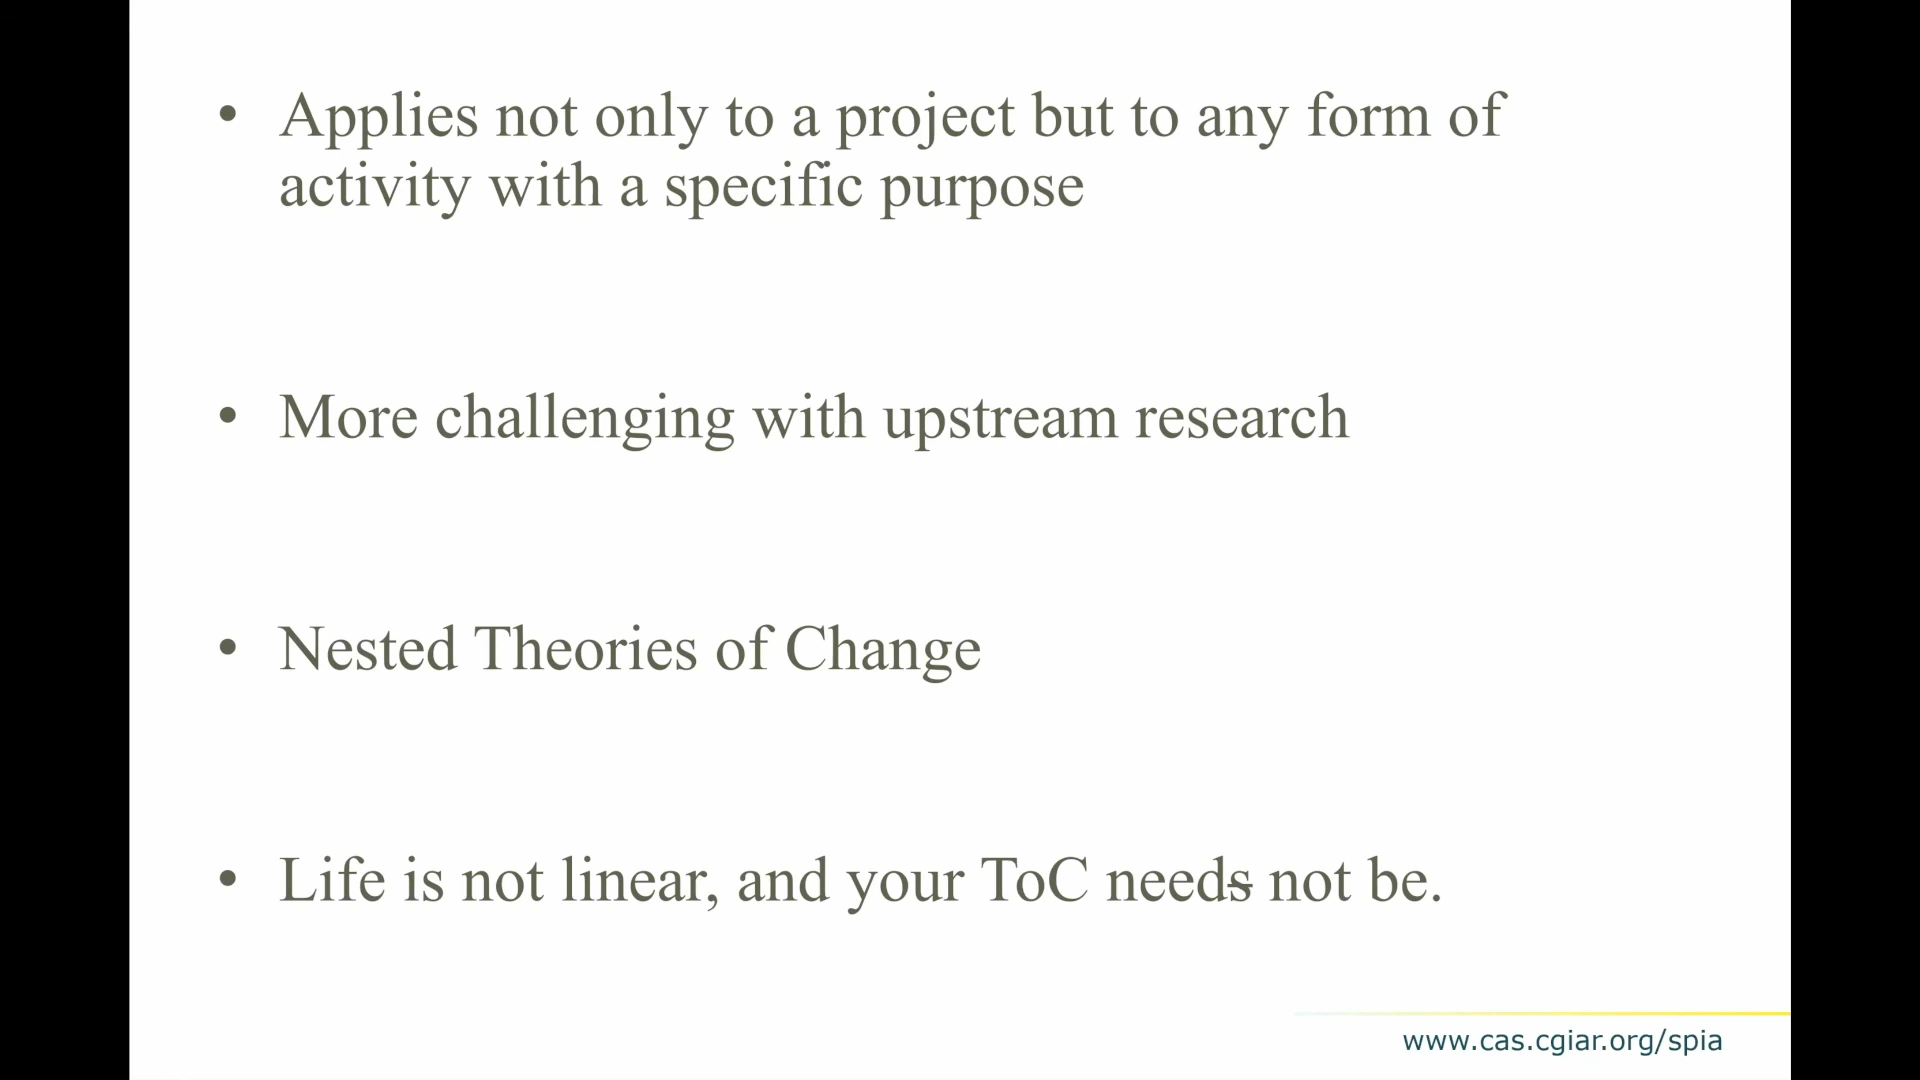 • Applies not only to a project but to any form of
activity with a specific purpose
• More challenging with upstream research
• Nested Theories of Change
• Life is not linear, and your ToC needs not be.
www.cas.cgiar.org/spia